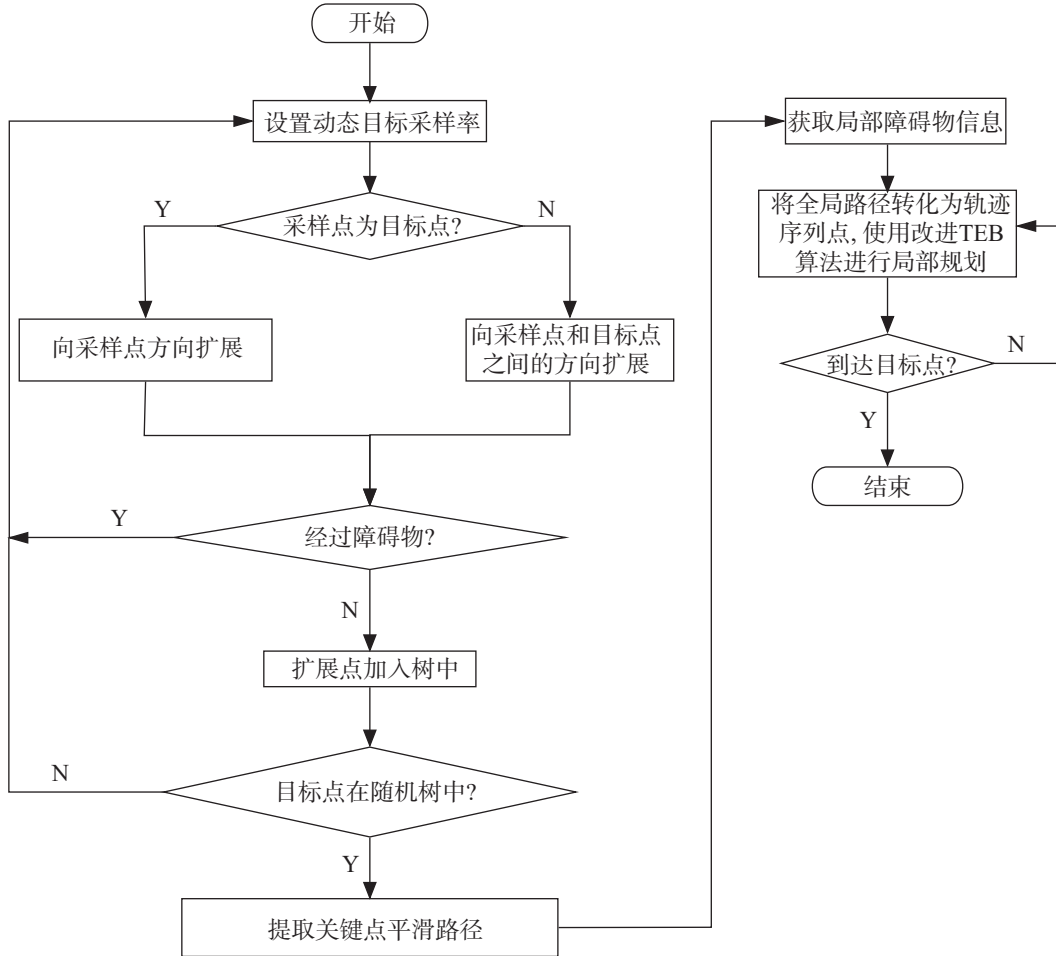 开始
设置动态目标采样率
采样点为目标点?
Y
N
向采样点方向扩展
向采样点和目标点
之间的方向扩展
经过障碍物?
Y
N
扩展点加入树中
目标点在随机树中?
N
Y
提取关键点平滑路径
获取局部障碍物信息
将全局路径转化为轨迹
序列点, 使用改进TEB
算法进行局部规划
到达目标点?
N
Y
结束